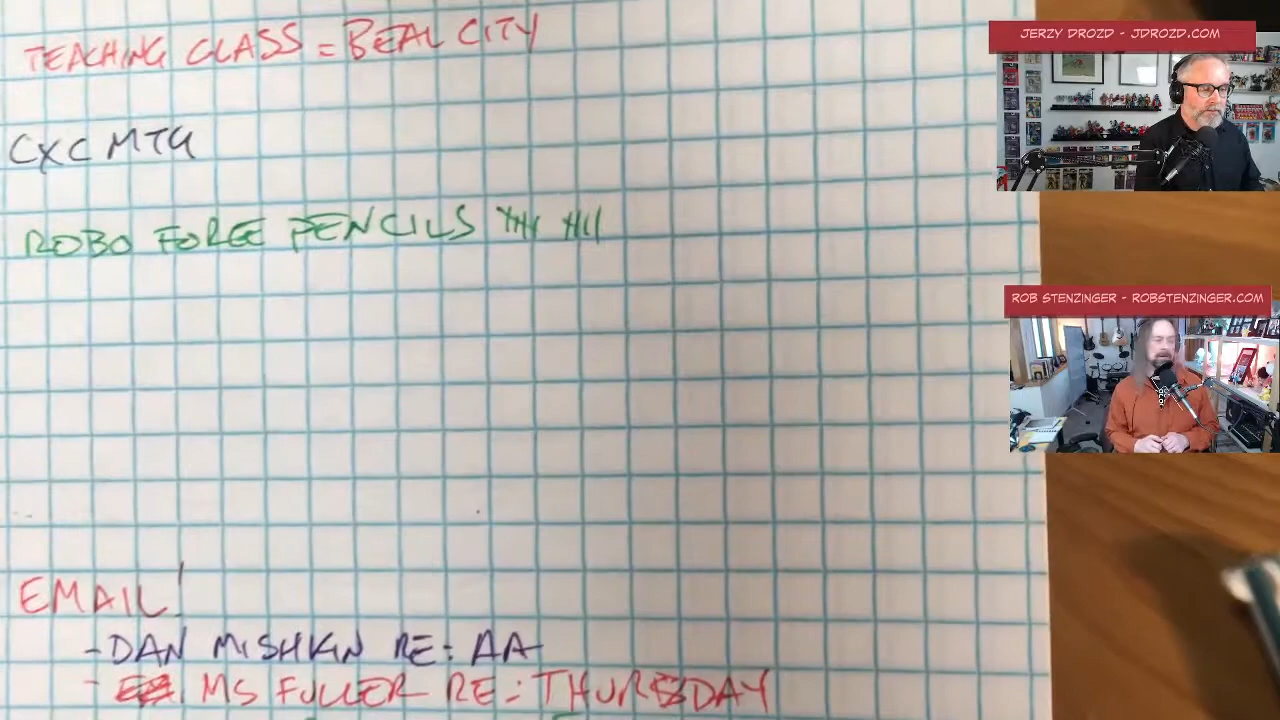 TEACHING CLASS = BEAL CITY
CXC MTG
ROBO FORCE PENCILS
EMAIL!
- DAN MISHKIN RE: AA
- MS FULLER RE: THURSDAY
JERZY DROZD - JDROZD.COM
ROB STENZINGER - ROBSTENZINGER.COM